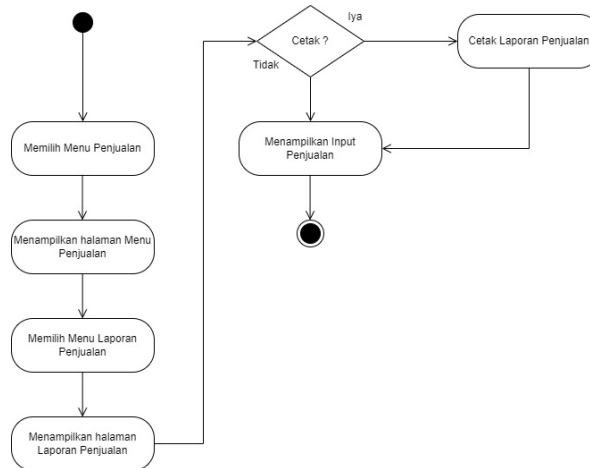 Memilih Menu Penjualan
Menampilkan halaman Menu
Penjualan
Memilih Menu Laporan
Penjualan
Menampilkan halaman
Laporan Penjualan
Cetak ?
Iya
Tidak
Cetak Laporan Penjualan
Menampilkan Input
Penjualan